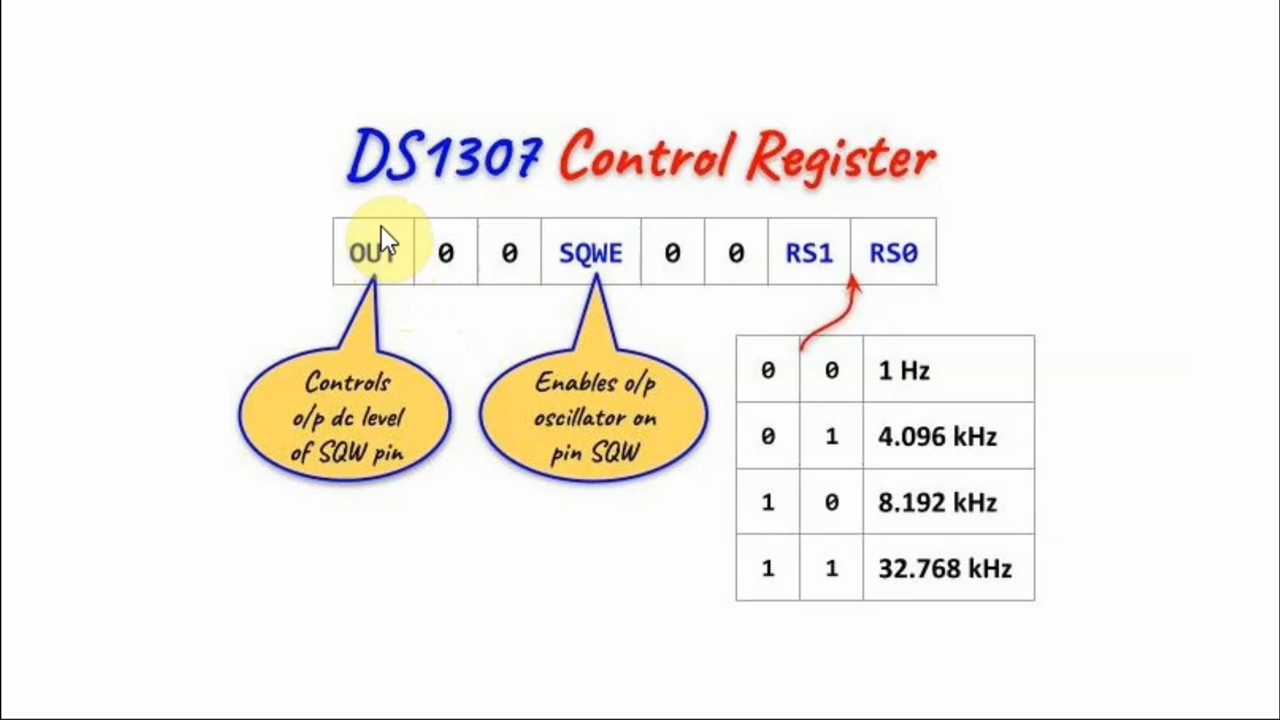 DS1307 Control Register
OUT 0 0 SQWE 0 0 RS1 RS0
Controls
o/p dc level
of SQW pin
Enables o/p
oscillator on
pin SQW
0 0 1 Hz
0 1 4.096 kHz
1 0 8.192 kHz
1 1 32.768 kHz